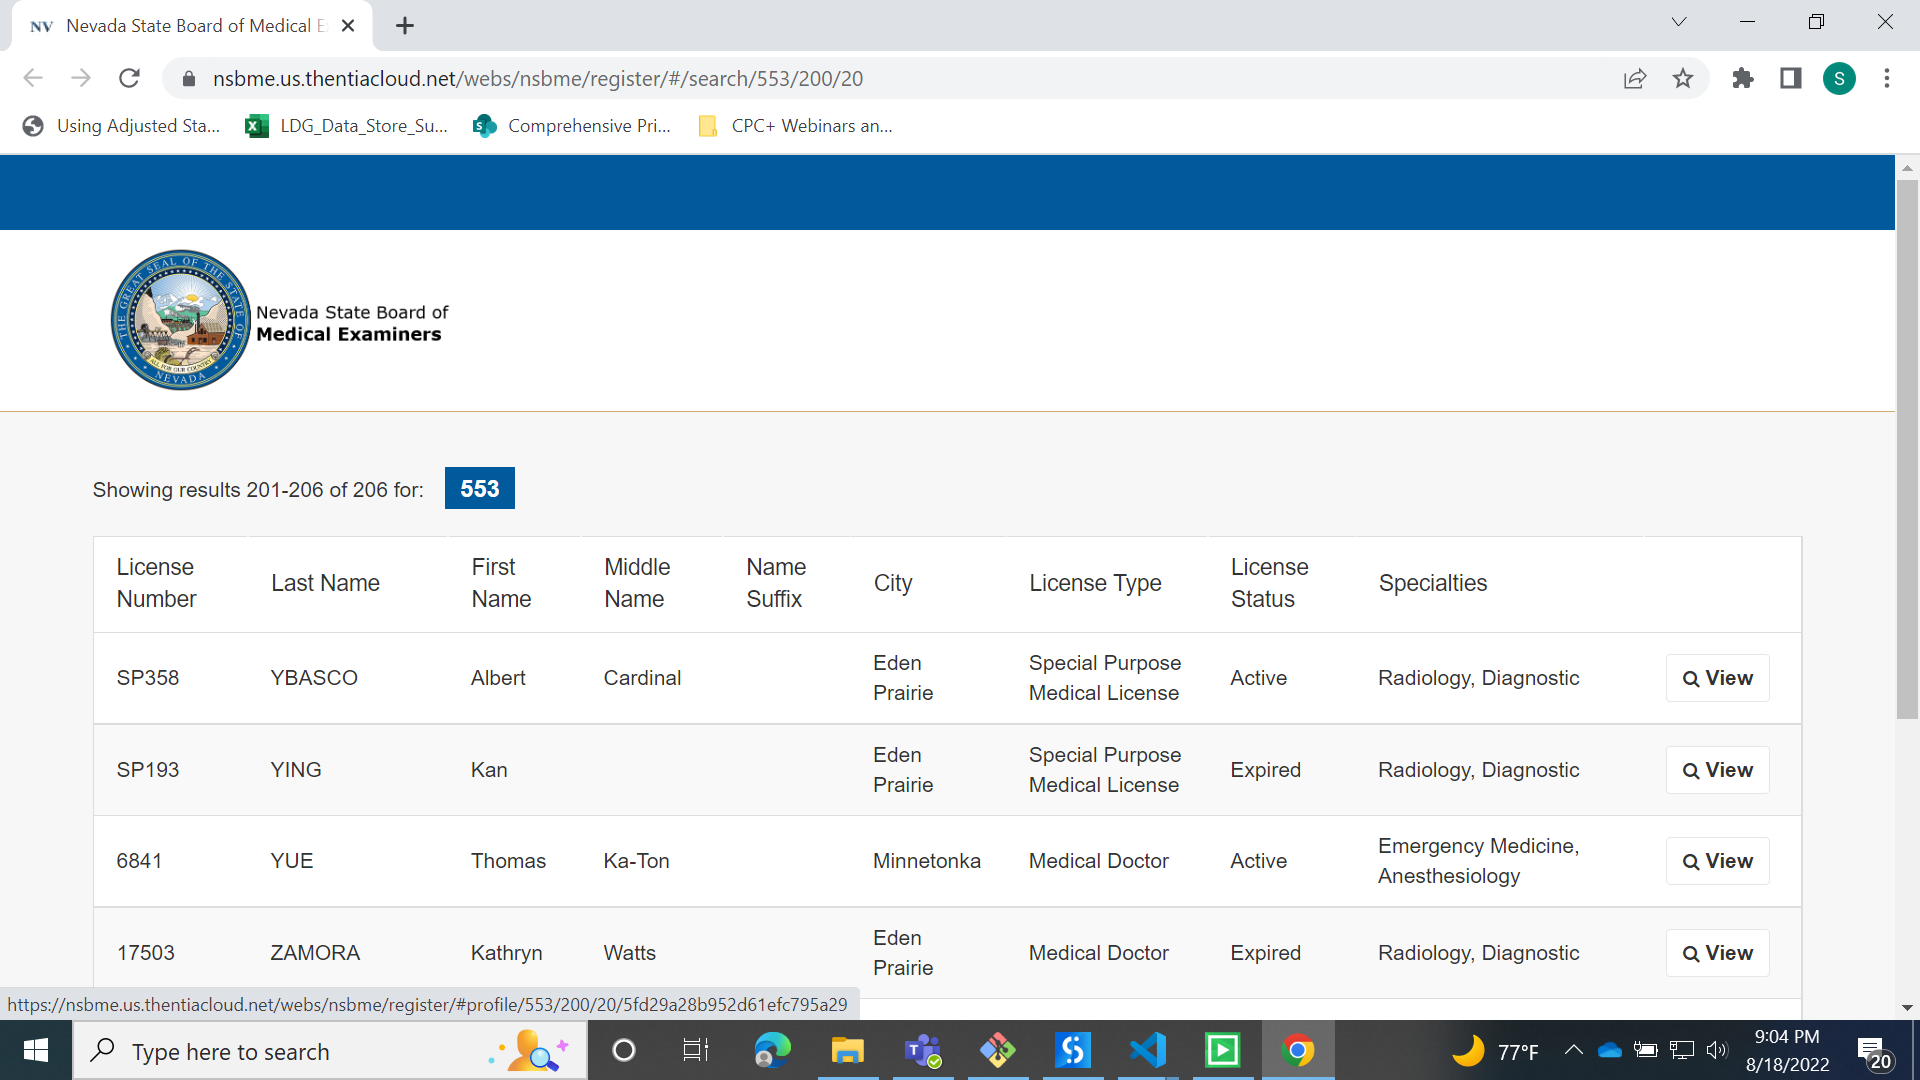 NV Nevada State Board of Medical E
nsbme.us.thentiacloud.net/webs/nsbme/register/#/search/553/200/20
S
Using Adjusted Sta... LDG_Data_Store_Su... Comprehensive Pri... CPC+ Webinars an...
THE GREAT SEAL OF THE STATE OF
ALL FOR OUR COUNTRY
NEVADA
Nevada State Board of
Medical Examiners
Showing results 201-206 of 206 for: 553
License Number Last Name First Name Middle Name Name Suffix City License Type License Status Specialties
SP358 YBASCO Albert Cardinal Eden Prairie Special Purpose Medical License Active Radiology, Diagnostic View
SP193 YING Kan Eden Prairie Special Purpose Medical License Expired Radiology, Diagnostic View
6841 YUE Thomas Ka-Ton Minnetonka Medical Doctor Active Emergency Medicine, Anesthesiology View
17503 ZAMORA Kathryn Watts Eden Prairie Medical Doctor Expired Radiology, Diagnostic View
https://nsbme.us.thentiacloud.net/webs/nsbme/register/#profile/553/200/20/5fd29a28b952d61efc795a29
Type here to search
77°F
9:04 PM
8/18/2022
20